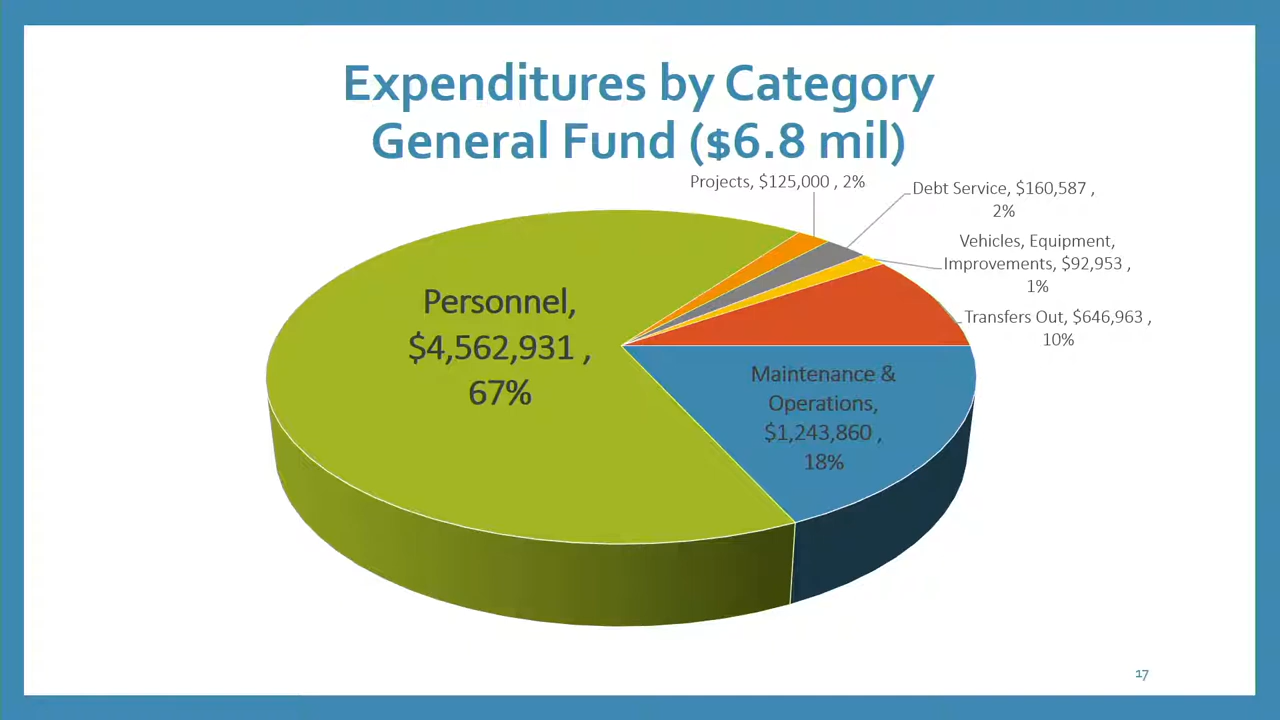 Expenditures by Category
General Fund ($6.8 mil)
Projects, $125,000 , 2%
Debt Service, $160,587 ,
2%
Vehicles, Equipment,
Improvements, $92,953 ,
1%
Transfers Out, $646,963 ,
10%
Personnel,
$4,562,931 ,
67%
Maintenance &
Operations,
$1,243,860 ,
18%
17